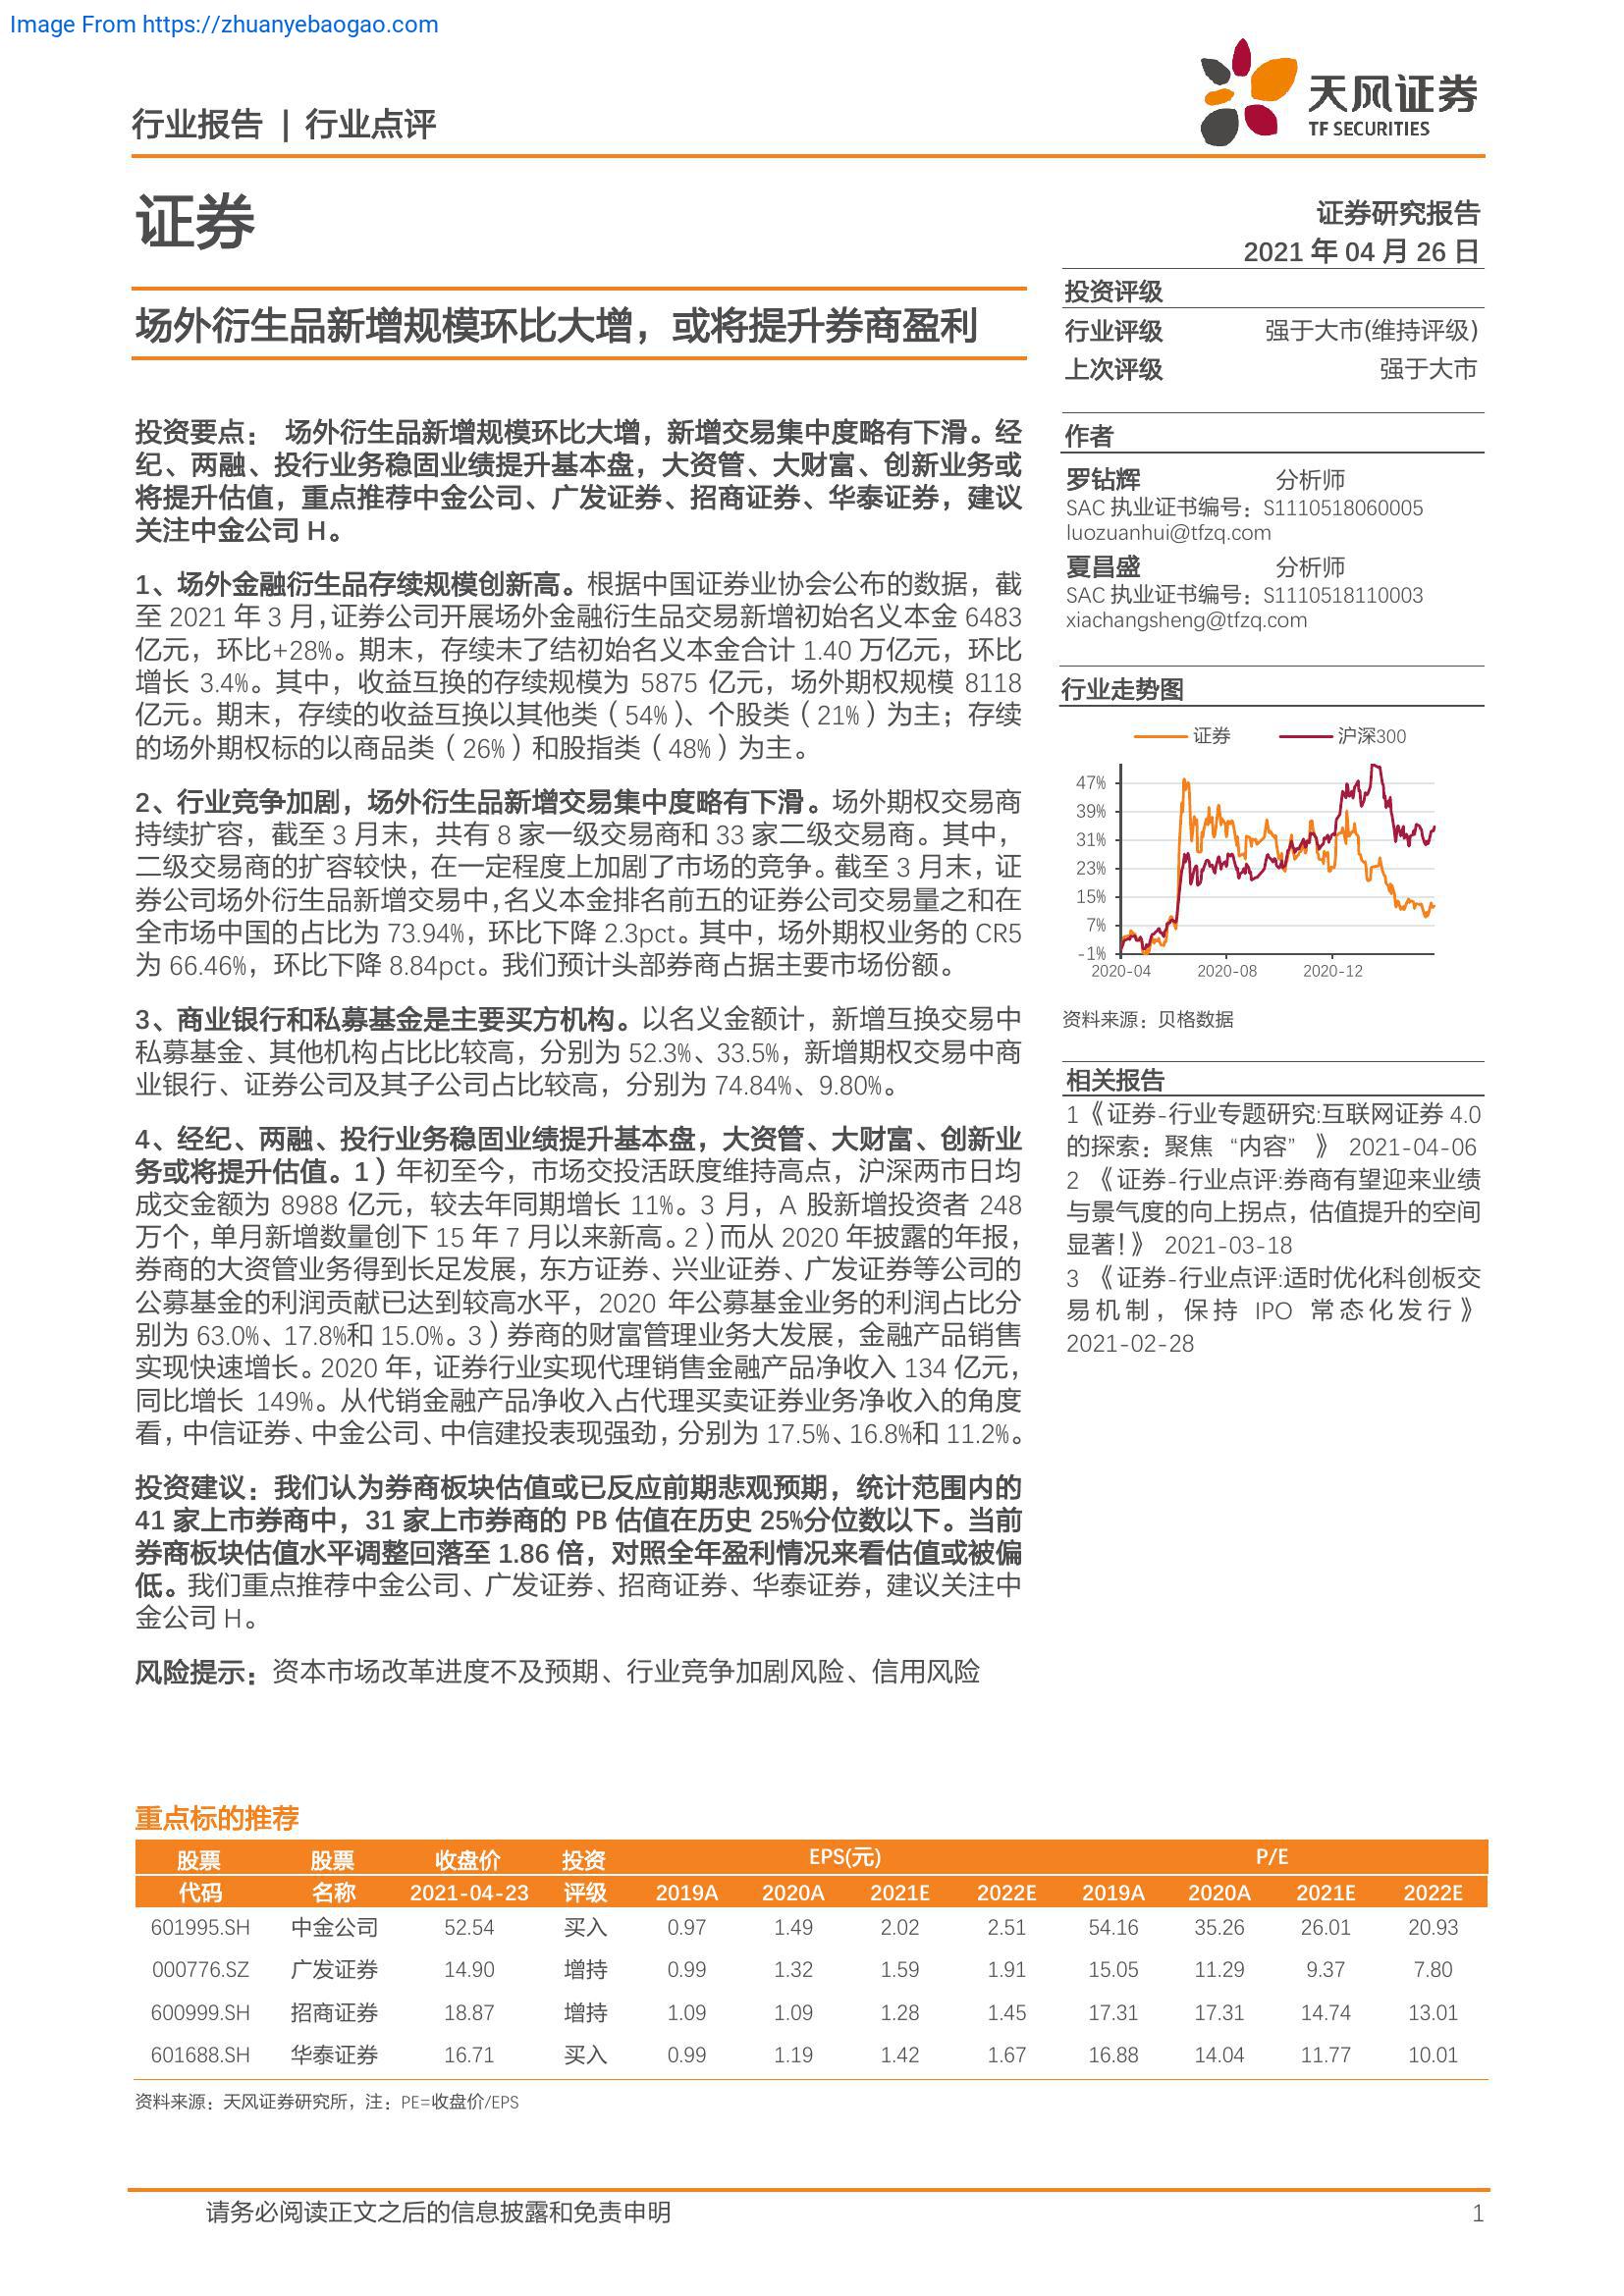 Image From https://zhuanyebaogao.com
行业报告 | 行业点评
天风证券
TF SECURITIES
证券
证券研究报告
2021 年 04 月 26 日
场外衍生品新增规模环比大增，或将提升券商盈利
投资要点： 场外衍生品新增规模环比大增，新增交易集中度略有下滑。经
纪、两融、投行业务稳固业绩提升基本盘，大资管、大财富、创新业务或
将提升估值，重点推荐中金公司、广发证券、招商证券、华泰证券，建议
关注中金公司 H。
1、场外金融衍生品存续规模创新高。根据中国证券业协会公布的数据，截
至 2021 年 3 月，证券公司开展场外金融衍生品交易新增初始名义本金 6483
亿元，环比+28%。期末，存续未了结初始名义本金合计 1.40 万亿元，环比
增长 3.4%。其中，收益互换的存续规模为 5875 亿元，场外期权规模 8118
亿元。期末，存续的收益互换以其他类（54%）、个股类（21%）为主；存续
的场外期权标的以商品类（26%）和股指类（48%）为主。
2、行业竞争加剧，场外衍生品新增交易集中度略有下滑。场外期权交易商
持续扩容，截至 3 月末，共有 8 家一级交易商和 33 家二级交易商。其中，
二级交易商的扩容较快，在一定程度上加剧了市场的竞争。截至 3 月末，证
券公司场外衍生品新增交易中，名义本金排名前五的证券公司交易量之和在
全市场中国的占比为 73.94%，环比下降 2.3pct。其中，场外期权业务的 CR5
为 66.46%，环比下降 8.84pct。我们预计头部券商占据主要市场份额。
3、商业银行和私募基金是主要买方机构。以名义金额计，新增互换交易中
私募基金、其他机构占比比较高，分别为 52.3%、33.5%，新增期权交易中商
业银行、证券公司及其子公司占比较高，分别为 74.84%、9.80%。
4、经纪、两融、投行业务稳固业绩提升基本盘，大资管、大财富、创新业
务或将提升估值。1）年初至今，市场交投活跃度维持高点，沪深两市日均
成交金额为 8988 亿元，较去年同期增长 11%。3 月，A 股新增投资者 248
万个，单月新增数量创下 15 年 7 月以来新高。2）而从 2020 年披露的年报，
券商的大资管业务得到长足发展，东方证券、兴业证券、广发证券等公司的
公募基金的利润贡献已达到较高水平，2020 年公募基金业务的利润占比分
别为 63.0%、17.8%和 15.0%。3）券商的财富管理业务大发展，金融产品销售
实现快速增长。2020 年，证券行业实现代理销售金融产品净收入 134 亿元，
同比增长 149%。从代销金融产品净收入占代理买卖证券业务净收入的角度
看，中信证券、中金公司、中信建投表现强劲，分别为 17.5%、16.8%和 11.2%。
投资建议：我们认为券商板块估值或已反应前期悲观预期，统计范围内的
41 家上市券商中，31 家上市券商的 PB 估值在历史 25%分位数以下。当前
券商板块估值水平调整回落至 1.86 倍，对照全年盈利情况来看估值或被偏
低。我们重点推荐中金公司、广发证券、招商证券、华泰证券，建议关注中
金公司 H。
风险提示：资本市场改革进度不及预期、行业竞争加剧风险、信用风险
投资评级
行业评级 强于大市(维持评级)
上次评级 强于大市
作者
罗钻辉 分析师
SAC 执业证书编号：S1110518060005
luozuanhui@tfzq.com
夏昌盛 分析师
SAC 执业证书编号：S1110518110003
xiachangsheng@tfzq.com
行业走势图
证券 沪深300
47%
39%
31%
23%
15%
7%
-1%
2020-04 2020-08 2020-12
资料来源：贝格数据
相关报告
1《证券-行业专题研究:互联网证券 4.0
的探索：聚焦 “内容” 》 2021-04-06
2 《证券-行业点评:券商有望迎来业绩
与景气度的向上拐点，估值提升的空间
显著！》 2021-03-18
3 《证券-行业点评:适时优化科创板交
易机制，保持 IPO 常态化发行》
2021-02-28
重点标的推荐
股票 股票 收盘价 投资 EPS(元) P/E
代码 名称 2021-04-23 评级 2019A 2020A 2021E 2022E 2019A 2020A 2021E 2022E
601995.SH 中金公司 52.54 买入 0.97 1.49 2.02 2.51 54.16 35.26 26.01 20.93
000776.SZ 广发证券 14.90 增持 0.99 1.32 1.59 1.91 15.05 11.29 9.37 7.80
600999.SH 招商证券 18.87 增持 1.09 1.09 1.28 1.45 17.31 17.31 14.74 13.01
601688.SH 华泰证券 16.71 买入 0.99 1.19 1.42 1.67 16.88 14.04 11.77 10.01
资料来源：天风证券研究所，注：PE=收盘价/EPS
请务必阅读正文之后的信息披露和免责申明 1